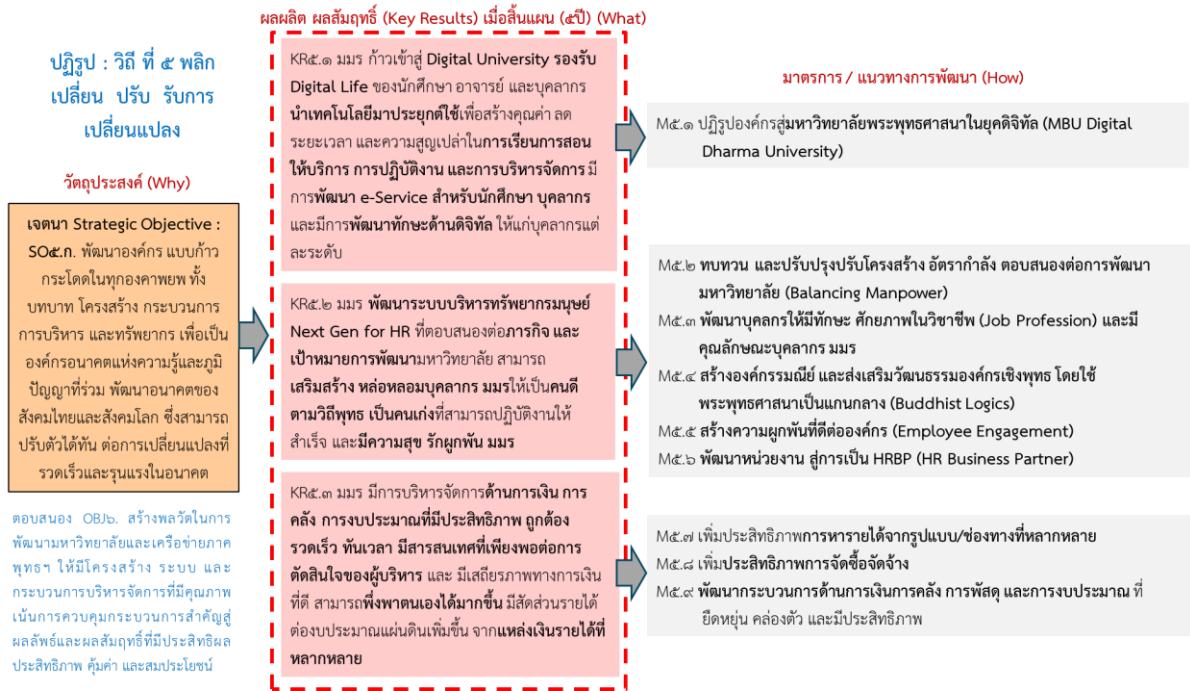 ผลผลิต ผลสัมฤทธิ์ (Key Results) เมื่อสิ้นแผน (๕ปี) (What)
ปฏิรูป : วิถี ที่ ๕ พลิก
เปลี่ยน ปรับ รับการ
เปลี่ยนแปลง
วัตถุประสงค์ (Why)
เจตนา Strategic Objective :
SO๕.ก. พัฒนาองค์กร แบบก้าว
กระโดดในทุกองคาพยพ ทั้ง
บทบาท โครงสร้าง กระบวนการ
การบริหาร และทรัพยากร เพื่อเป็น
องค์กรอนาคตแห่งความรู้และภูมิ
ปัญญาที่ร่วม พัฒนาอนาคตของ
สังคมไทยและสังคมโลก ซึ่งสามารถ
ปรับตัวได้ทัน ต่อการเปลี่ยนแปลงที่
รวดเร็วและรุนแรงในอนาคต
ตอบสนอง OBJ๖. สร้างพลวัตในการ
พัฒนามหาวิทยาลัยและเครือข่ายภาค
พุทธฯ ให้มีโครงสร้าง ระบบ และ
กระบวนการบริหารจัดการที่มีคุณภาพ
เน้นการควบคุมกระบวนการสำคัญสู่
ผลลัพธ์และผลสัมฤทธิ์ที่มีประสิทธิผล
ประสิทธิภาพ คุ้มค่า และสมประโยชน์
KR๕.๑ มมร ก้าวเข้าสู่ Digital University รองรับ
Digital Life ของนักศึกษา อาจารย์ และบุคลากร
นำเทคโนโลยีมาประยุกต์ใช้เพื่อสร้างคุณค่า ลด
ระยะเวลา และความสูญเปล่าในการเรียนการสอน
ให้บริการ การปฏิบัติงาน และการบริหารจัดการ มี
การพัฒนา e-Service สำหรับนักศึกษา บุคลากร
และมีการพัฒนาทักษะด้านดิจิทัล ให้แก่บุคลากรแต่
ละระดับ
KR๕.๒ มมร พัฒนาระบบบริหารทรัพยากรมนุษย์
Next Gen for HR ที่ตอบสนองต่อภารกิจ และ
เป้าหมายการพัฒนามหาวิทยาลัย สามารถ
เสริมสร้าง หล่อหลอมบุคลากร มมรให้เป็นคนดี
ตามวิถีพุทธ เป็นคนเก่งที่สามารถปฏิบัติงานให้
สำเร็จ และมีความสุข รักผูกพัน มมร
KR๕.๓ มมร มีการบริหารจัดการด้านการเงิน การ
คลัง การงบประมาณที่มีประสิทธิภาพ ถูกต้อง
รวดเร็ว ทันเวลา มีสารสนเทศที่เพียงพอต่อการ
ตัดสินใจของผู้บริหาร และ มีเสถียรภาพทางการเงิน
ที่ดี สามารถพึ่งพาตนเองได้มากขึ้น มีสัดส่วนรายได้
ต่องบประมาณแผ่นดินเพิ่มขึ้น จากแหล่งเงินรายได้ที่
หลากหลาย
มาตรการ / แนวทางการพัฒนา (How)
M๕.๑ ปฏิรูปองค์กรสู่มหาวิทยาลัยพระพุทธศาสนาในยุคดิจิทัล (MBU Digital
Dharma University)
M๕.๒ ทบทวน และปรับปรุงปรับโครงสร้าง อัตรากำลัง ตอบสนองต่อการพัฒนา
มหาวิทยาลัย (Balancing Manpower)
M๕.๓ พัฒนาบุคลกรให้มีทักษะ ศักยภาพในวิชาชีพ (Job Profession) และมี
คุณลักษณะบุคลากร มมร
M๕.๔ สร้างองค์กรรมณีย์ และส่งเสริมวัฒนธรรมองค์กรเชิงพุทธ โดยใช้
พระพุทธศาสนาเป็นแกนกลาง (Buddhist Logics)
M๕.๕ สร้างความผูกพันที่ดีต่อองค์กร (Employee Engagement)
M๕.๖ พัฒนาหน่วยงาน สู่การเป็น HRBP (HR Business Partner)
M๕.๗ เพิ่มประสิทธิภาพการหารายได้จากรูปแบบ/ช่องทางที่หลากหลาย
M๕.๘ เพิ่มประสิทธิภาพการจัดซื้อจัดจ้าง
M๕.๙ พัฒนากระบวนการด้านการเงินการคลัง การพัสดุ และการงบประมาณ ที่
ยืดหยุ่น คล่องตัว และมีประสิทธิภาพ